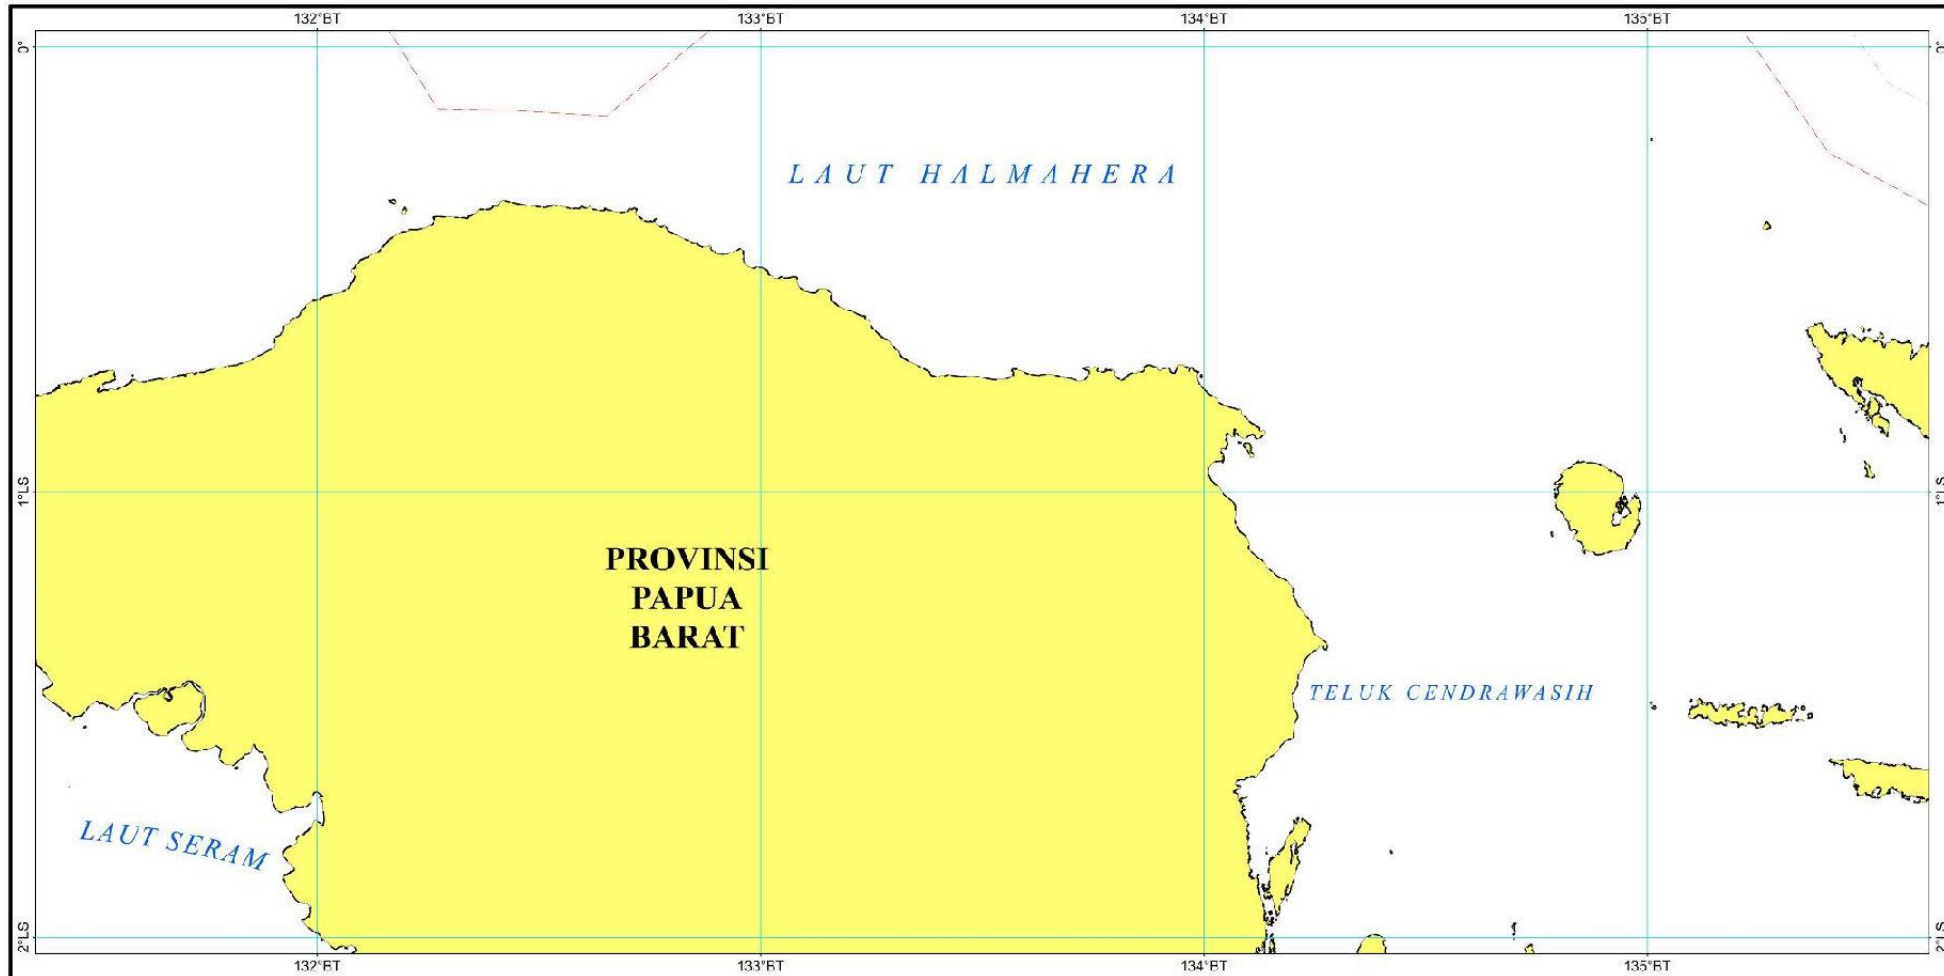 132°BT 133°BT 134°BT 135°BT
0° 0°
LAUT HALMAHERA
1°LS 1°LS
PROVINSI
PAPUA
BARAT
TELUK CENDRAWASIH
LAUT SERAM
2°LS 2°LS
132°BT 133°BT 134°BT 135°BT